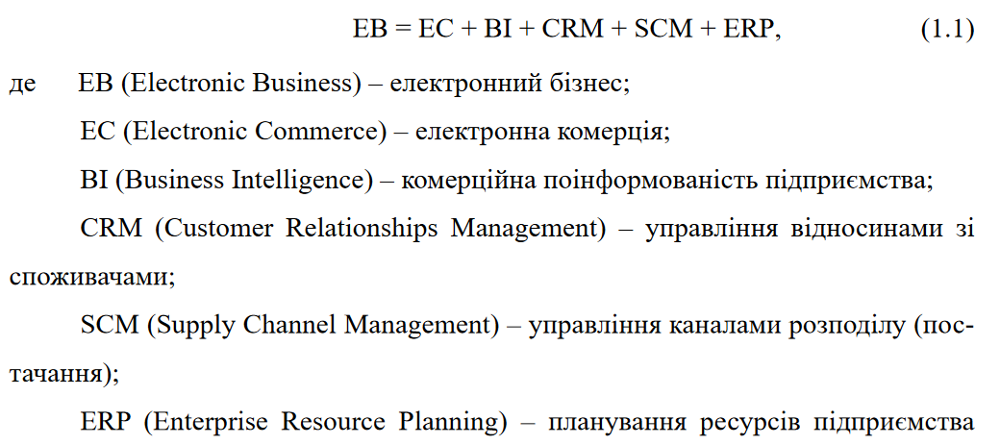 EB = EC + BI + CRM + SCM + ERP, (1.1)
де EB (Electronic Business) – електронний бізнес;
EC (Electronic Commerce) – електронна комерція;
BI (Business Intelligence) – комерційна поінформованість підприємства;
CRM (Customer Relationships Management) – управління відносинами зі
споживачами;
SCM (Supply Channel Management) – управління каналами розподілу (пос-
тачання);
ERP (Enterprise Resource Planning) – планування ресурсів підприємства